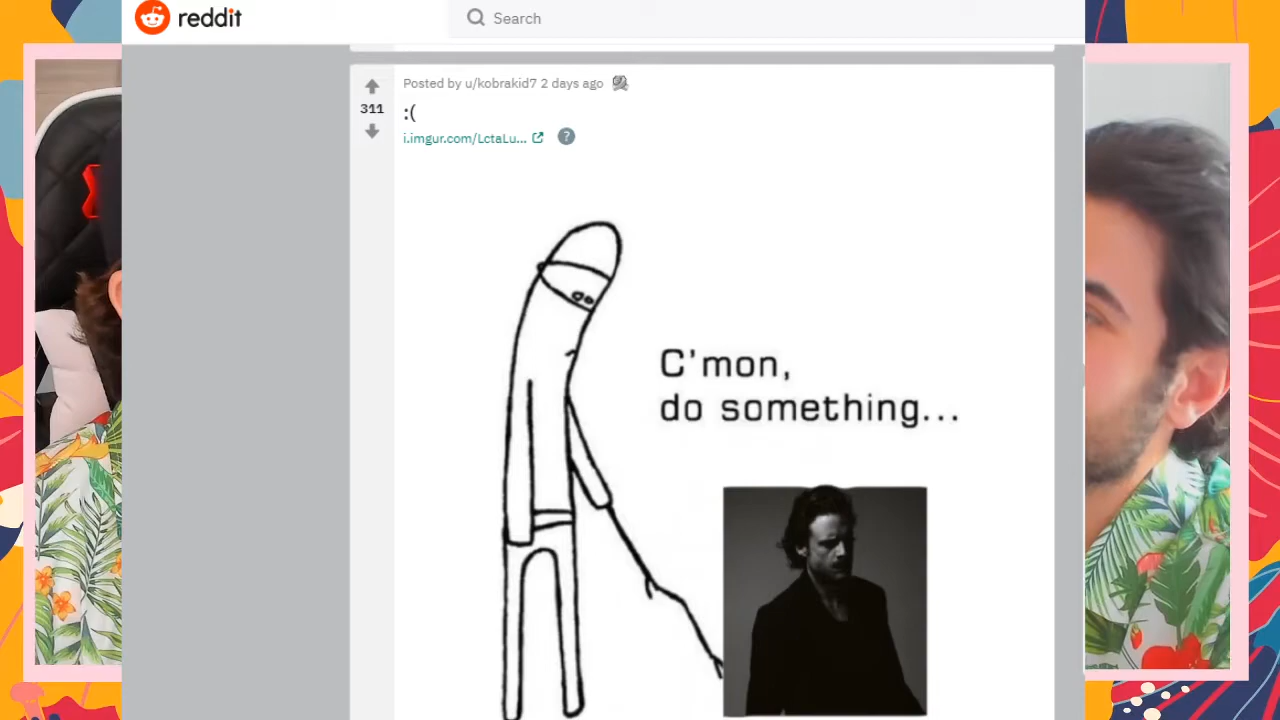 reddit
Search
Posted by u/kobrakid7 2 days ago
311
:(
i.imgur.com/LctaLu...
?
C'mon,
do something...